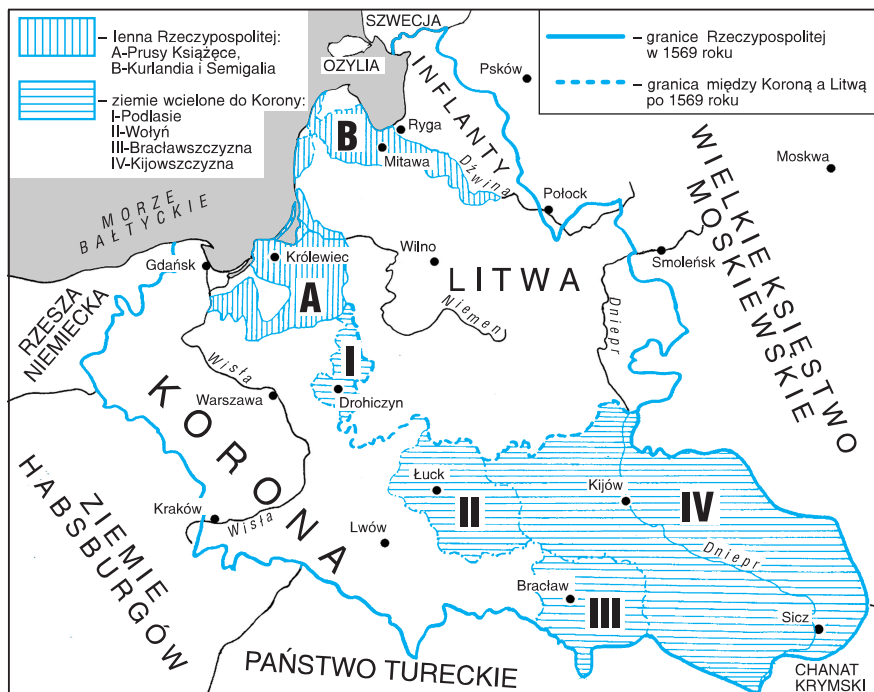 – lenna Rzeczypospolitej:
A-Prusy Książęce,
B-Kurlandia i Semigalia
– ziemie wcielone do Korony:
I-Podlasie
II-Wołyń
III-Bracławszczyzna
IV-Kijowszczyzna
– granice Rzeczypospolitej
w 1569 roku
– granica między Koroną a Litwą
po 1569 roku
SZWECJA
OZYLIA
INFLANTY
Psków
Ryga
B
Mitawa
Dźwina
Połock
Moskwa
WIELKIE KSIĘSTWO
MOSKIEWSKIE
MORZE
BAŁTYCKIE
Gdańsk
Królewiec
Wilno
LITWA
Smoleńsk
A
Niemen
Dniepr
RZESZA
NIEMIECKA
Wisła
I
Drohiczyn
Warszawa
KORONA
Łuck
II
Kijów
IV
ZIEMIE
HABSBURGÓW
Kraków
Wisła
Lwów
Dniepr
Bracław
III
Sicz
PAŃSTWO TURECKIE
CHANAT
KRYMSKI